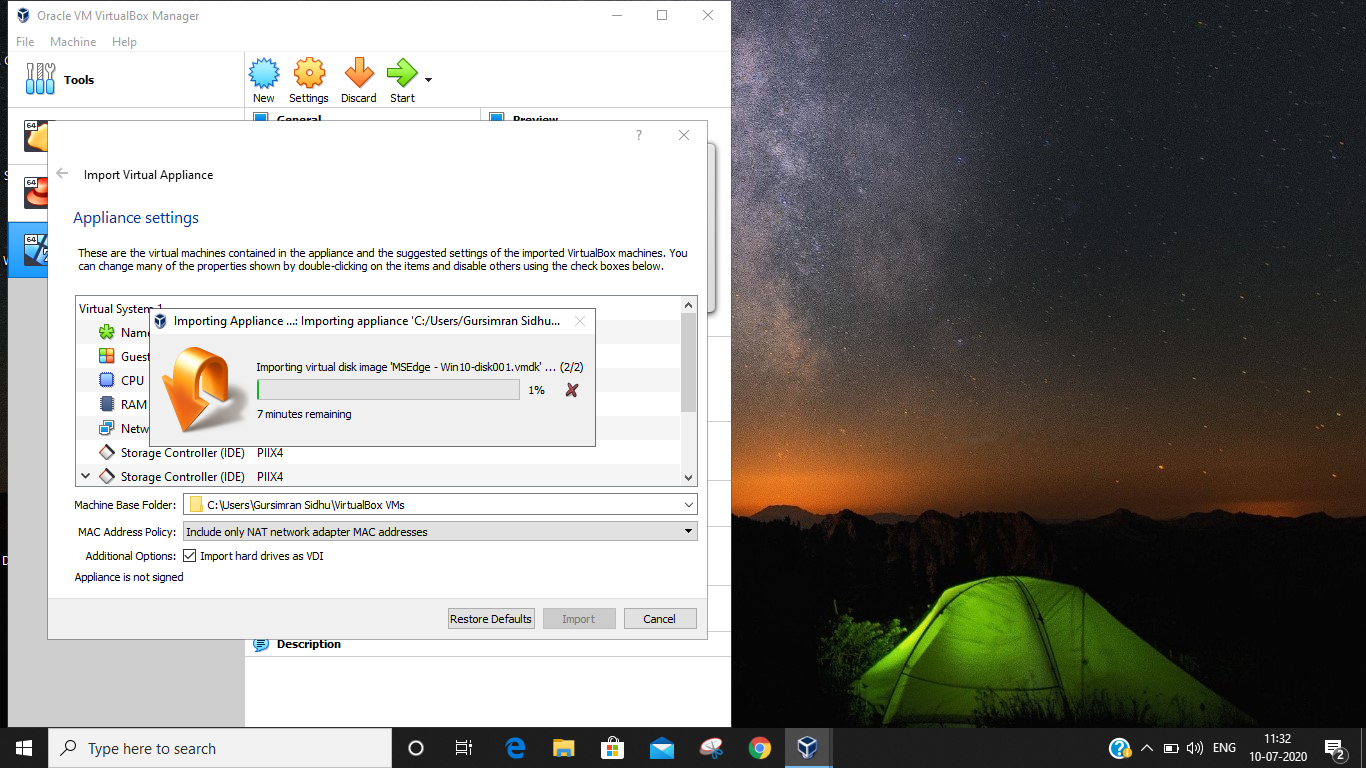 Oracle VM VirtualBox Manager
File Machine Help
Tools
New Settings Discard Start
General Preview
64
64
64
?
Import Virtual Appliance
Appliance settings
These are the virtual machines contained in the appliance and the suggested settings of the imported VirtualBox machines. You
can change many of the properties shown by double-clicking on the items and disable others using the check boxes below.
Virtual System 1
Name
Guest
CPU
RAM
Netw
Importing Appliance ...: Importing appliance 'C:/Users/Gursimran Sidhu...
Importing virtual disk image 'MSEdge - Win10-disk001.vmdk' ... (2/2)
1%
7 minutes remaining
Storage Controller (IDE) PIIX4
Storage Controller (IDE) PIIX4
Machine Base Folder: C:\Users\Gursimran Sidhu\VirtualBox VMs
MAC Address Policy: Include only NAT network adapter MAC addresses
Additional Options: Import hard drives as VDI
Appliance is not signed
Restore Defaults Import Cancel
Description
Type here to search
ENG
11:32
10-07-2020
2